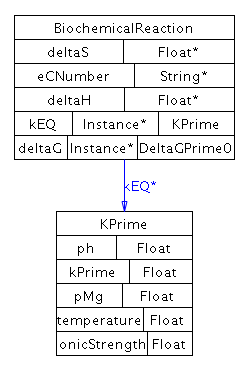 BiochemicalReaction
deltaS Float*
eCNumber String*
deltaH Float*
kEQ Instance* KPrime
deltaG Instance* DeltaGPrime0
kEQ*
KPrime
ph Float
kPrime Float
pMg Float
temperature Float
onicStrength Float